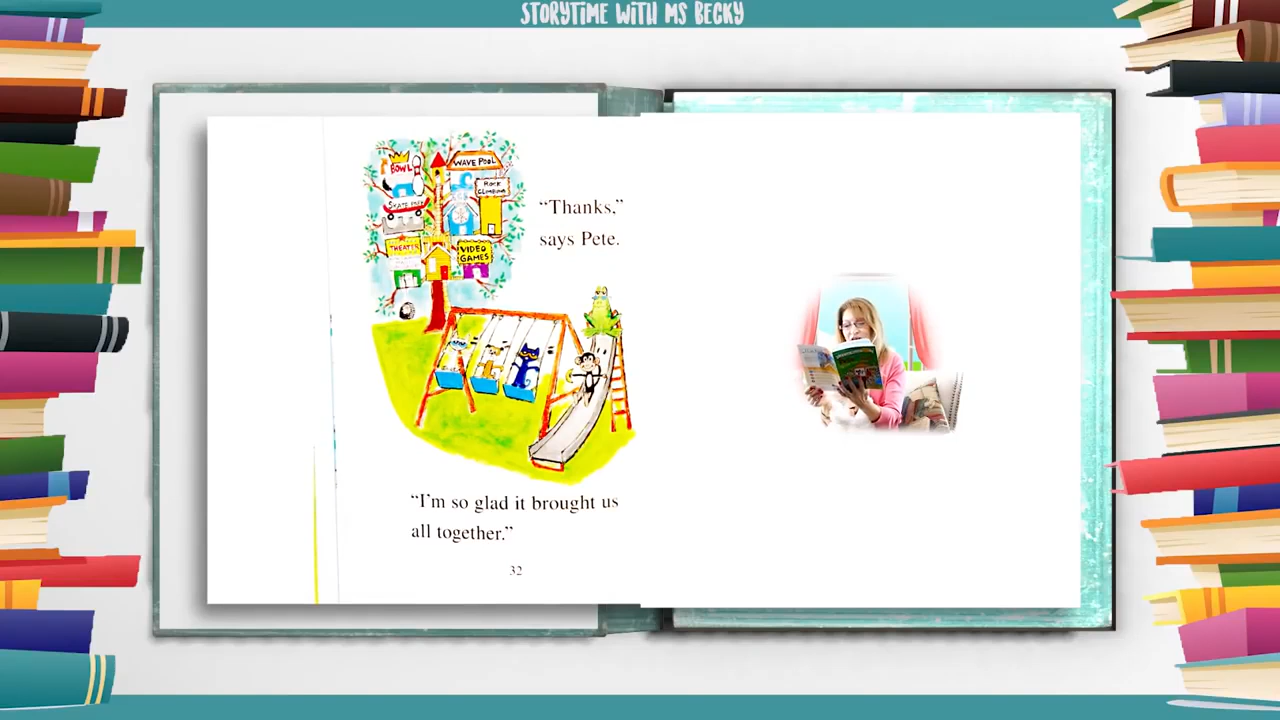 STORYTIME WITH MS BECKY
BOWL
WAVE POOL
ROCK
CLIMBING
SKATE PARK
THEATER
VIDEO
GAMES
"Thanks,"
says Pete.
"I'm so glad it brought us
all together."
32